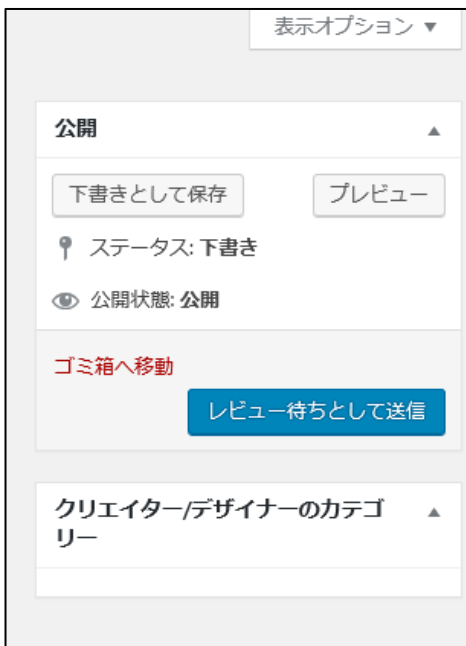 表示オプション ▼
公開 ▲
下書きとして保存 プレビュー
ステータス: 下書き
公開状態: 公開
ゴミ箱へ移動
レビュー待ちとして送信
クリエイター/デザイナーのカテゴ ▲
リー